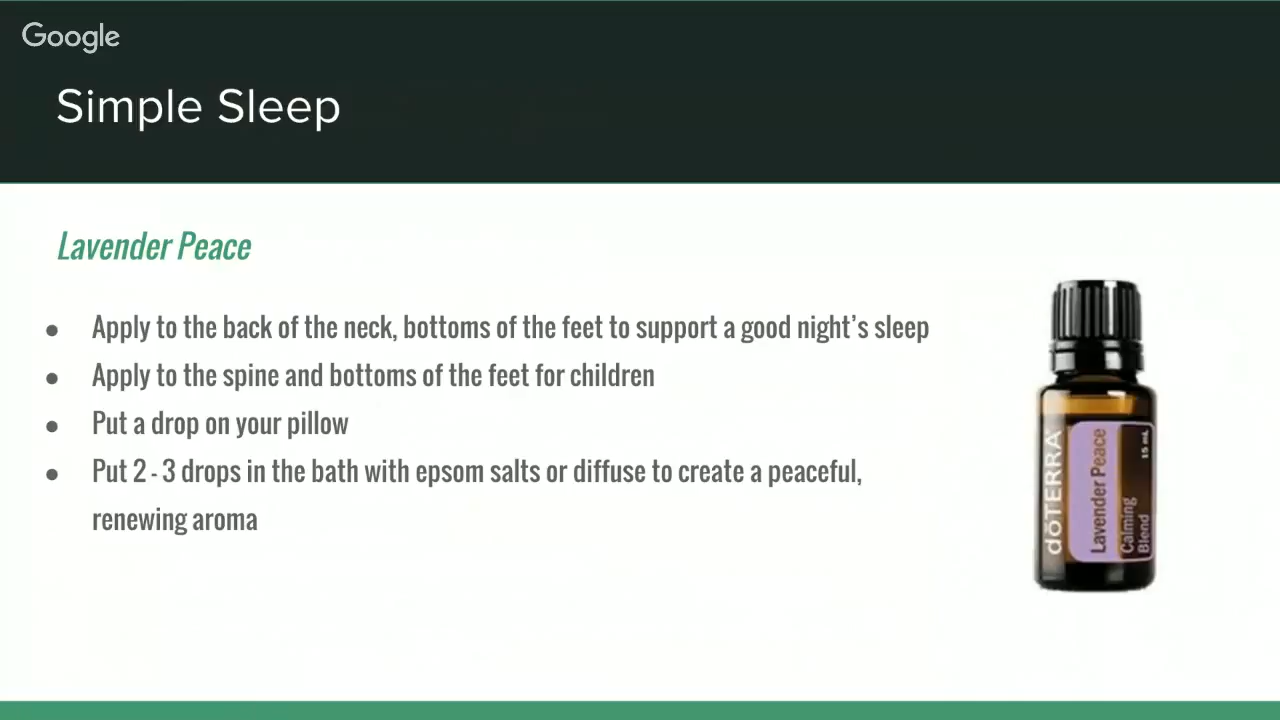 Google
Simple Sleep
Lavender Peace
● Apply to the back of the neck, bottoms of the feet to support a good night's sleep
● Apply to the spine and bottoms of the feet for children
● Put a drop on your pillow
● Put 2 - 3 drops in the bath with epsom salts or diffuse to create a peaceful,
renewing aroma
dōTERRA
Lavender Peace
Calming
Blend
15 mL